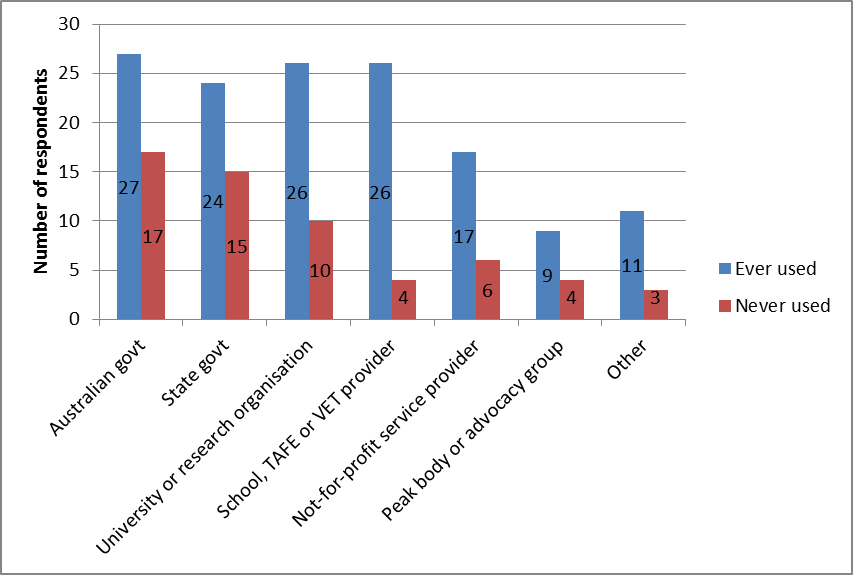 30
25
20
15
10
5
0
Number of respondents
27
17
24
15
26
10
26
4
17
6
9
4
11
3
Australian govt
State govt
University or research organisation
School, TAFE or VET provider
Not-for-profit service provider
Peak body or advocacy group
Other
Ever used
Never used